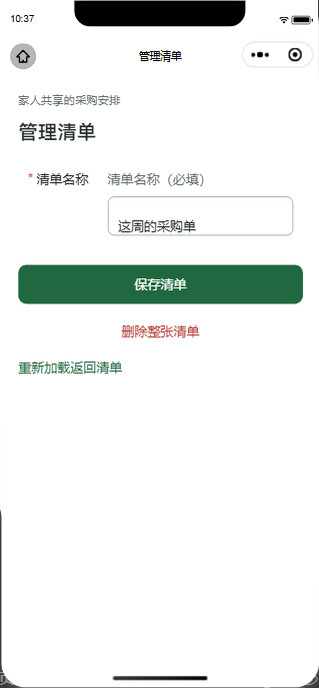 10:37
管理清单
家人共享的采购安排
管理清单
* 清单名称
清单名称（必填）
这周的采购单
保存清单
删除整张清单
重新加载返回清单